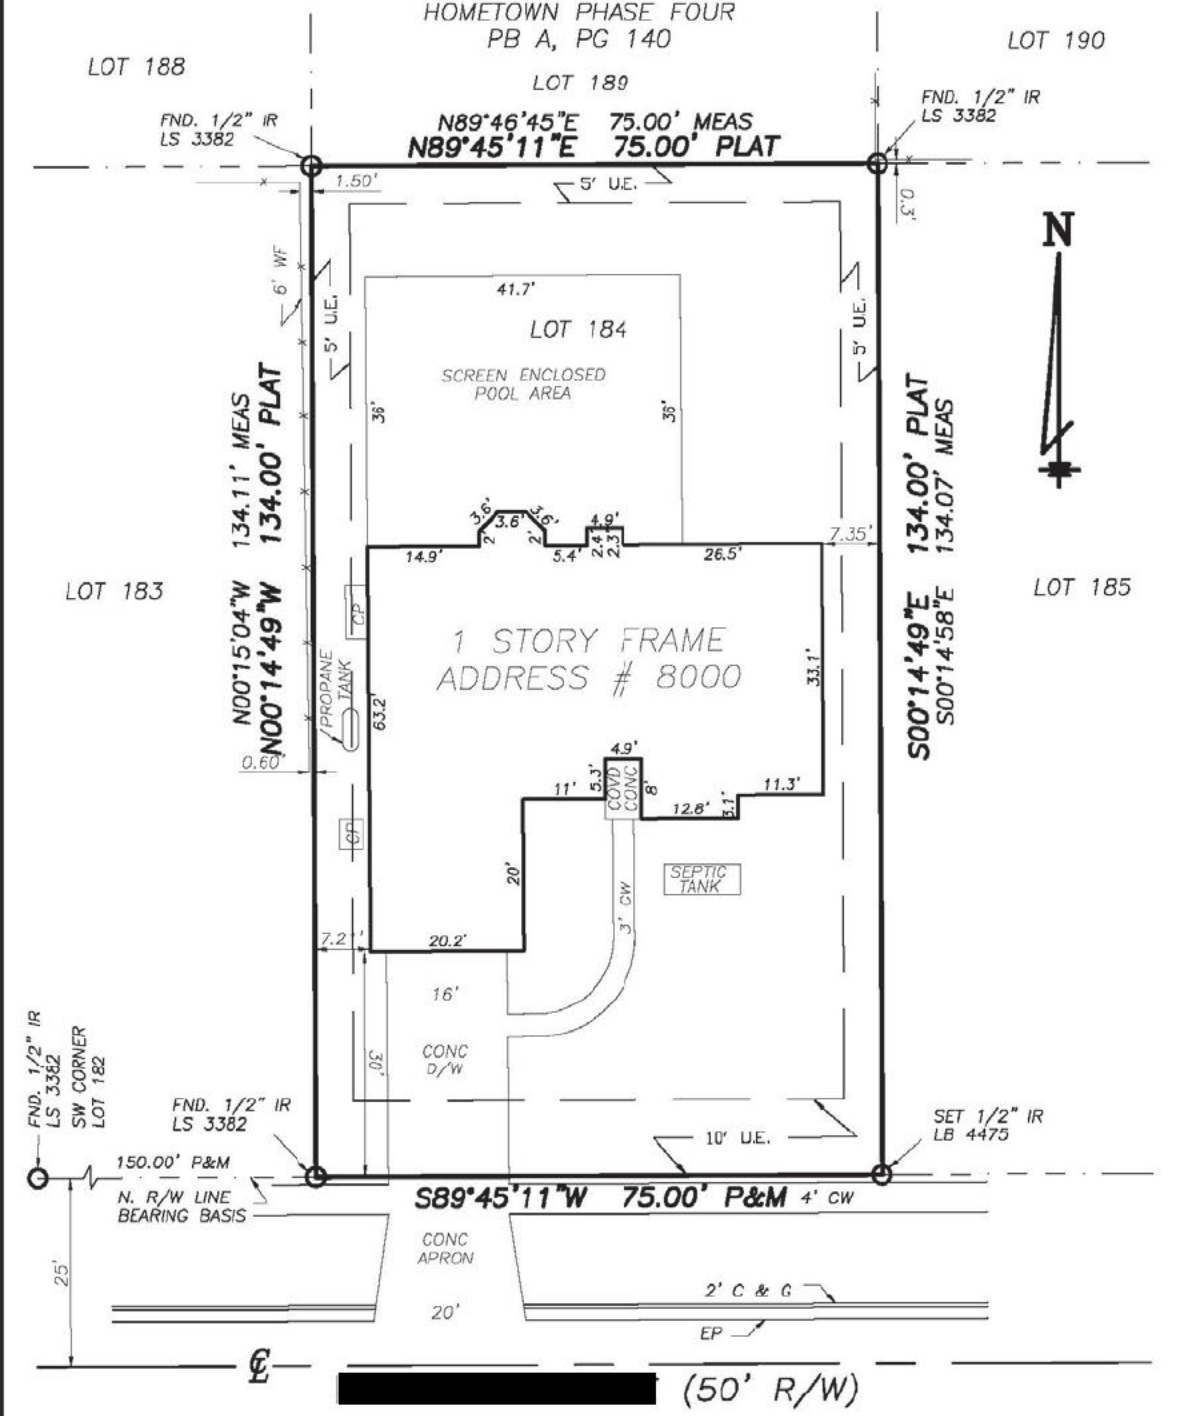 HOMETOWN PHASE FOUR
PB A, PG 140
LOT 188
LOT 189
LOT 190
FND. 1/2" IR
LS 3382
N89°46'45"E 75.00' MEAS
N89°45'11"E 75.00' PLAT
FND. 1/2" IR
LS 3382
1.50'
5' U.E.
0.3'
N
6' WF
5' U.E.
5' U.E.
41.7'
LOT 184
SCREEN ENCLOSED
POOL AREA
36'
36'
N00°15'04"W 134.11' MEAS
N00°14'49"W 134.00' PLAT
S00°14'49"E 134.00' PLAT
S00°14'58"E 134.07' MEAS
3.6'
3.6'
3.6'
2'
2'
4.9'
2.4'
2.3'
14.9'
5.4'
26.5'
7.35'
LOT 183
LOT 185
CP
1 STORY FRAME
ADDRESS # 8000
PROPANE
TANK
63.2'
33.1'
0.60'
4.9'
5.3'
COVD
CONC
8'
11'
12.8'
3.1'
11.3'
CP
20'
3' CW
SEPTIC
TANK
20.2'
16'
30'
CONC
D/W
FND. 1/2" IR
LS 3382
SW CORNER
LOT 182
FND. 1/2" IR
LS 3382
10' U.E.
SET 1/2" IR
LB 4475
150.00' P&M
N. R/W LINE
BEARING BASIS
S89°45'11"W 75.00' P&M
4' CW
25'
CONC
APRON
20'
2' C & G
EP
℄
(50' R/W)